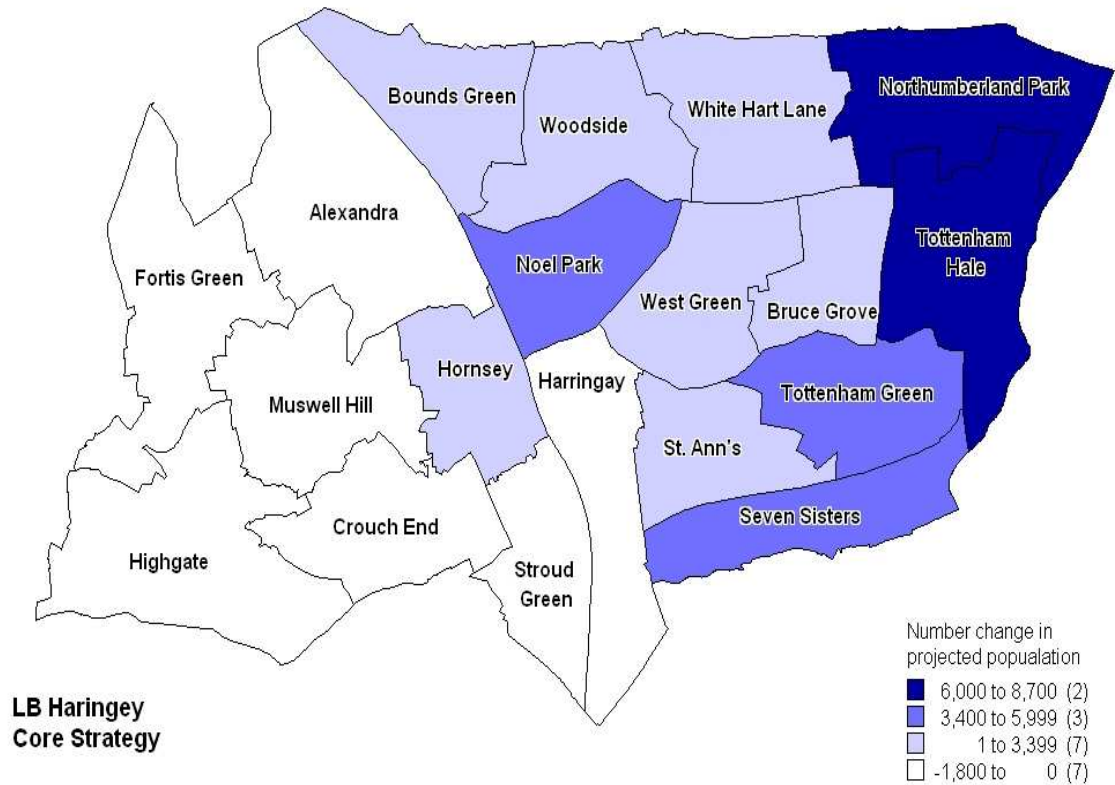 Bounds Green
Woodside
White Hart Lane
Northumberland Park
Alexandra
Fortis Green
Noel Park
Tottenham
Hale
West Green
Bruce Grove
Hornsey
Harringay
Muswell Hill
Tottenham Green
St. Ann's
Seven Sisters
Crouch End
Highgate
Stroud
Green
Number change in
projected popualation
6,000 to 8,700 (2)
3,400 to 5,999 (3)
1 to 3,399 (7)
-1,800 to 0 (7)
LB Haringey
Core Strategy